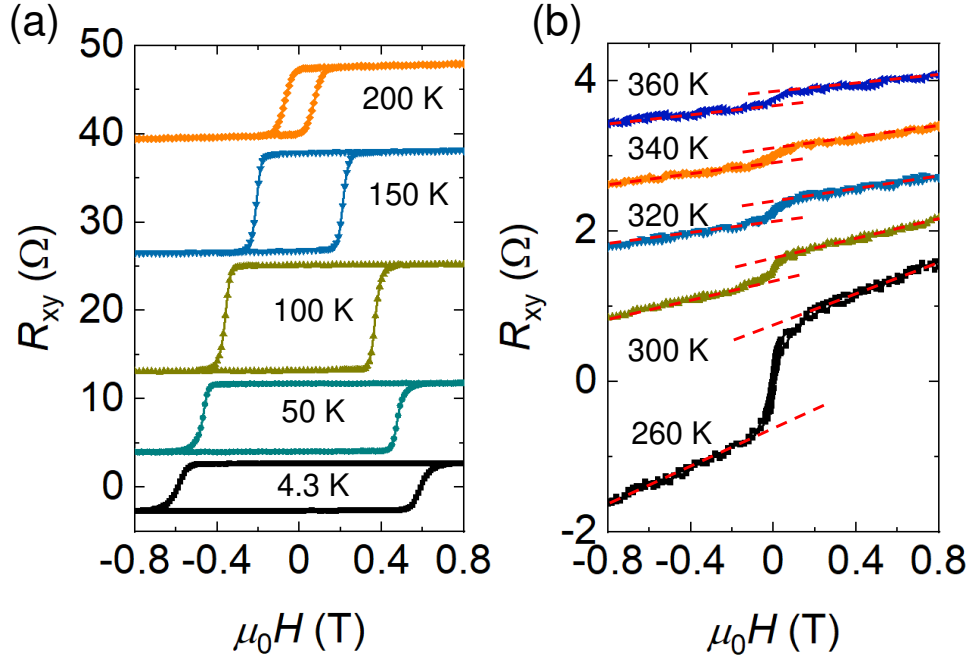 (a)
50
40
30
20
10
0
R_xy (Ω)
200 K
150 K
100 K
50 K
4.3 K
-0.8 -0.4 0 0.4 0.8
μ₀H (T)
(b)
4
2
0
-2
R_xy (Ω)
360 K
340 K
320 K
300 K
260 K
-0.8 -0.4 0 0.4 0.8
μ₀H (T)